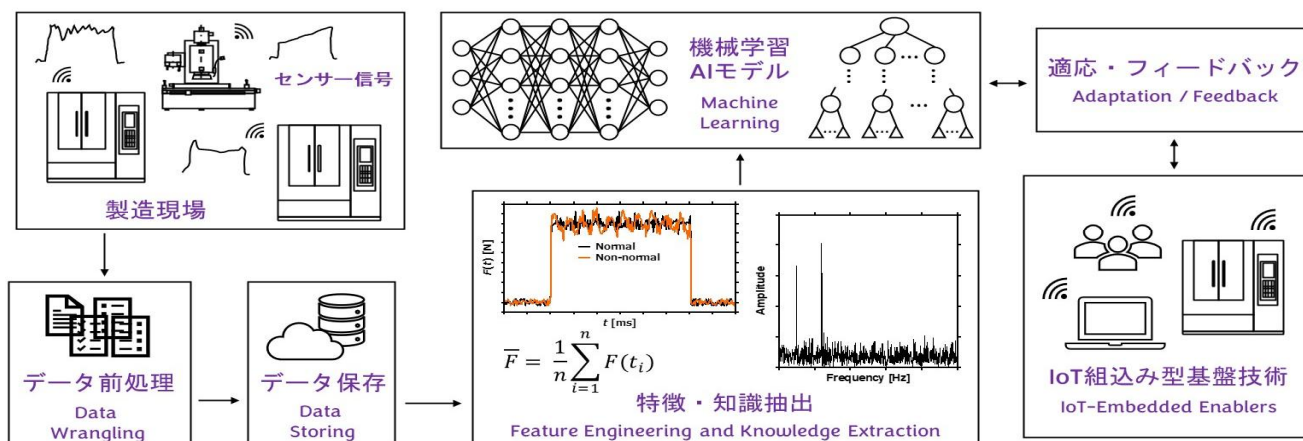 センサー信号
製造現場
データ前処理
Data
Wrangling
データ保存
Data
Storing
F(t) [N]
Normal
Non-normal
t [ms]
F̅ = 1/n ∑ⁿᵢ₌₁ F(tᵢ)
Amplitude
Frequency [Hz]
特徴・知識抽出
Feature Engineering and Knowledge Extraction
機械学習
AIモデル
Machine
Learning
適応・フィードバック
Adaptation / Feedback
IoT組込み型基盤技術
IoT-Embedded Enablers